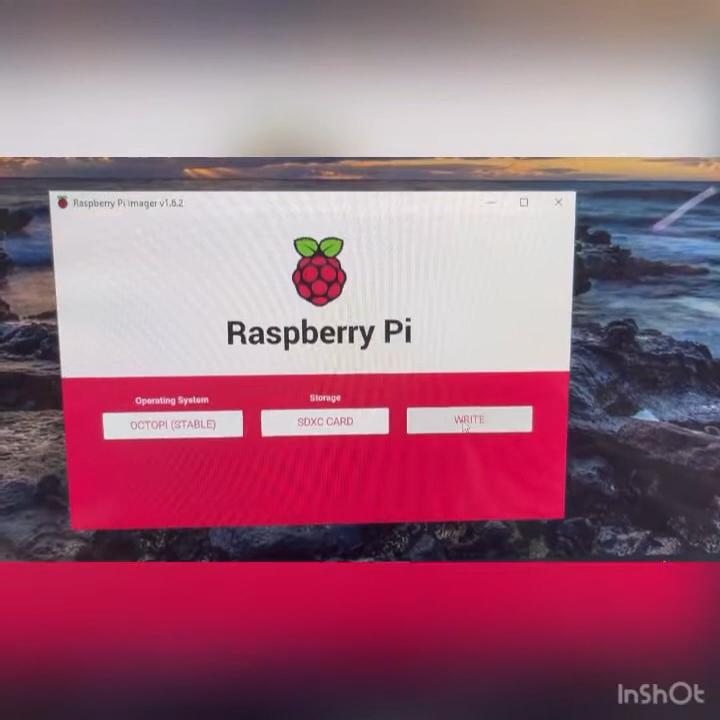 Raspberry Pi Imager v1.6.2
Raspberry Pi
Operating System
Storage
OCTOPI (STABLE)
SDXC CARD
WRITE
InShOt